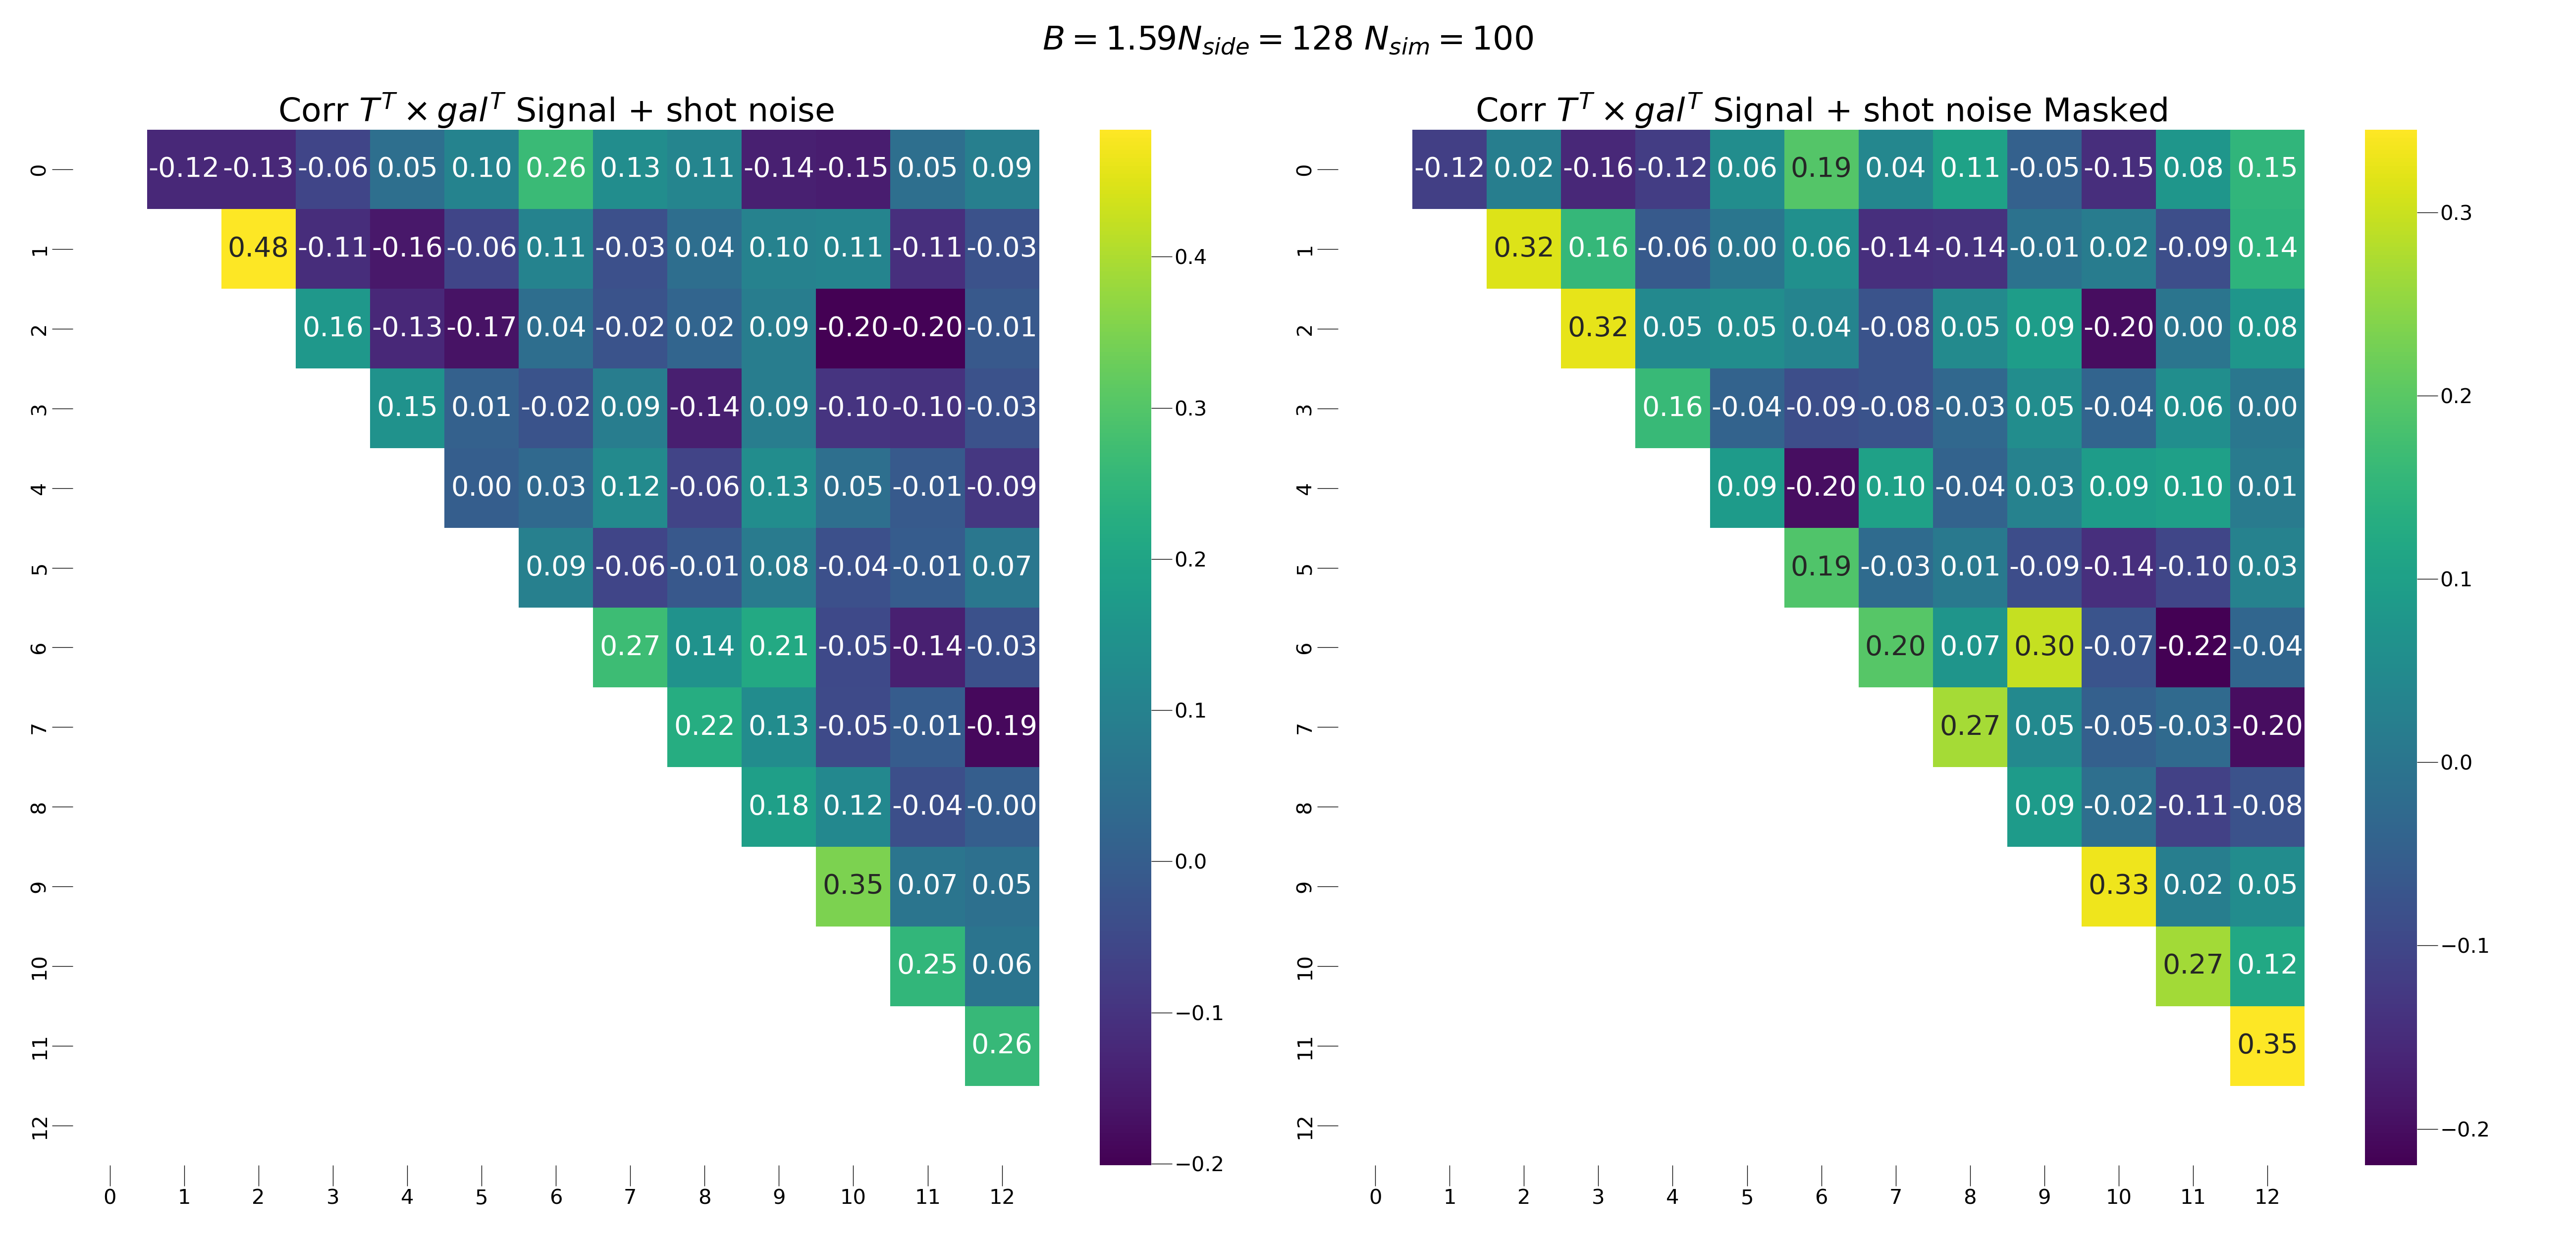 B = 1.59N_side = 128 N_sim = 100
Corr T^T × gal^T Signal + shot noise
0 -0.12 -0.13 -0.06 0.05 0.10 0.26 0.13 0.11 -0.14 -0.15 0.05 0.09
1 0.48 -0.11 -0.16 -0.06 0.11 -0.03 0.04 0.10 0.11 -0.11 -0.03
2 0.16 -0.13 -0.17 0.04 -0.02 0.02 0.09 -0.20 -0.20 -0.01
3 0.15 0.01 -0.02 0.09 -0.14 0.09 -0.10 -0.10 -0.03
4 0.00 0.03 0.12 -0.06 0.13 0.05 -0.01 -0.09
5 0.09 -0.06 -0.01 0.08 -0.04 -0.01 0.07
6 0.27 0.14 0.21 -0.05 -0.14 -0.03
7 0.22 0.13 -0.05 -0.01 -0.19
8 0.18 0.12 -0.04 -0.00
9 0.35 0.07 0.05
10 0.25 0.06
11 0.26
12
0 1 2 3 4 5 6 7 8 9 10 11 12
0.4
0.3
0.2
0.1
0.0
−0.1
−0.2
Corr T^T × gal^T Signal + shot noise Masked
0 -0.12 0.02 -0.16 -0.12 0.06 0.19 0.04 0.11 -0.05 -0.15 0.08 0.15
1 0.32 0.16 -0.06 0.00 0.06 -0.14 -0.14 -0.01 0.02 -0.09 0.14
2 0.32 0.05 0.05 0.04 -0.08 0.05 0.09 -0.20 0.00 0.08
3 0.16 -0.04 -0.09 -0.08 -0.03 0.05 -0.04 0.06 0.00
4 0.09 -0.20 0.10 -0.04 0.03 0.09 0.10 0.01
5 0.19 -0.03 0.01 -0.09 -0.14 -0.10 0.03
6 0.20 0.07 0.30 -0.07 -0.22 -0.04
7 0.27 0.05 -0.05 -0.03 -0.20
8 0.09 -0.02 -0.11 -0.08
9 0.33 0.02 0.05
10 0.27 0.12
11 0.35
12
0 1 2 3 4 5 6 7 8 9 10 11 12
0.3
0.2
0.1
0.0
−0.1
−0.2